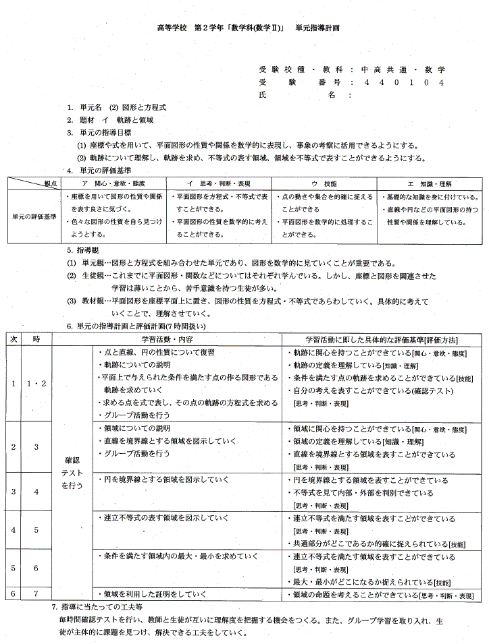 高等学校 第2学年「数学科(数学Ⅱ)」 単元指導計画
受験校種・教科:中高共通・数学
受験番号:440104
氏名:
1. 単元名 (2) 図形と方程式
2. 題材 イ 軌跡と領域
3. 単元の指導目標
(1) 座標や式を用いて、平面図形の性質や関係を数学的に表現し、事象の考察に活用できるようにする。
(2) 軌跡について理解し、軌跡を求め、不等式の表す領域、領域を不等式で表すことができるようにする。
4. 単元の評価基準
観点 ア 関心・意欲・態度 イ 思考・判断・表現 ウ 技能 エ 知識・理解
単元の評価基準
・座標を用いて図形の性質や関係を表す良さに気づく。
・色々な図形の性質を自ら見つけようとする。
・平面図形を方程式・不等式で表すことができる。
・平面図形の性質を数学的に考えることができる。
・点の動きや集合を的確に捉えることができる
・平面図形を数学的に処理することができる。
・基礎的な知識を身に付けている。
・直線や円などの平面図形の持つ性質や関係を理解している。
5. 指導観
(1) 単元観…図形と方程式を組み合わせた単元であり、図形を数学的に見ていくことが重要である。
(2) 生徒観…これまでに平面図形・関数などについてはそれぞれ学んでいる。しかし、座標と図形を関連させた
学習は薄いことから、苦手意識を持つ生徒が多い。
(3) 教材観…平面図形を座標平面上に置き、図形の性質を方程式・不等式であらわしていく。具体的に考えて
いくことで、理解させていく。
6. 単元の指導計画と評価計画(7時間扱い)
次 時 学習活動・内容 学習活動に即した具体的な評価基準[評価方法]
1 1・2
・点と直線、円の性質について復習
・軌跡についての説明
・平面上で与えられた条件を満たす点の作る図形である
軌跡を求めていく
・求める点を式で表し、その点の軌跡の方程式を求める
・グループ活動を行う
・軌跡に関心を持つことができている[関心・意欲・態度]
・軌跡の定義を理解している[知識・理解]
・条件を満たす点の軌跡を求めることができている[技能]
・自分の考えを表すことができている(確認テスト)
[思考・判断・表現]
確認
テスト
を行う
2 3
・領域についての説明
・直線を境界線とする領域を図示していく
・グループ活動を行う
・領域に関心を持つことができている[関心・意欲・態度]
・領域の定義を理解している[知識・理解]
・直線を境界線とする領域を表すことができている
[思考・判断・表現]
3 4
・円を境界線とする領域を図示していく
・円を境界線とする領域を表すことができている
・不等式を見て内部・外部を判別できている
[思考・判断・表現]
4 5
・連立不等式の表す領域を図示していく
・連立不等式を満たす領域を表すことができている
[思考・判断・表現]
・共通部分がどこであるか的確に捉えられている[技能]
5 6
・条件を満たす領域内の最大・最小を求めていく
・連立不等式を満たす領域を表すことができている
[思考・判断・表現]
・最大・最小がどこになるか捉えられている[技能]
6 7
・領域を利用した証明をしていく
・領域の命題を考えることができている[思考・判断・表現]
7. 指導に当たっての工夫等
毎時間確認テストを行い、教師と生徒が互いに理解度を把握する機会をつくる。また、グループ学習を取り入れ、生
徒が主体的に課題を見つけ、解決できる工夫をしていく。